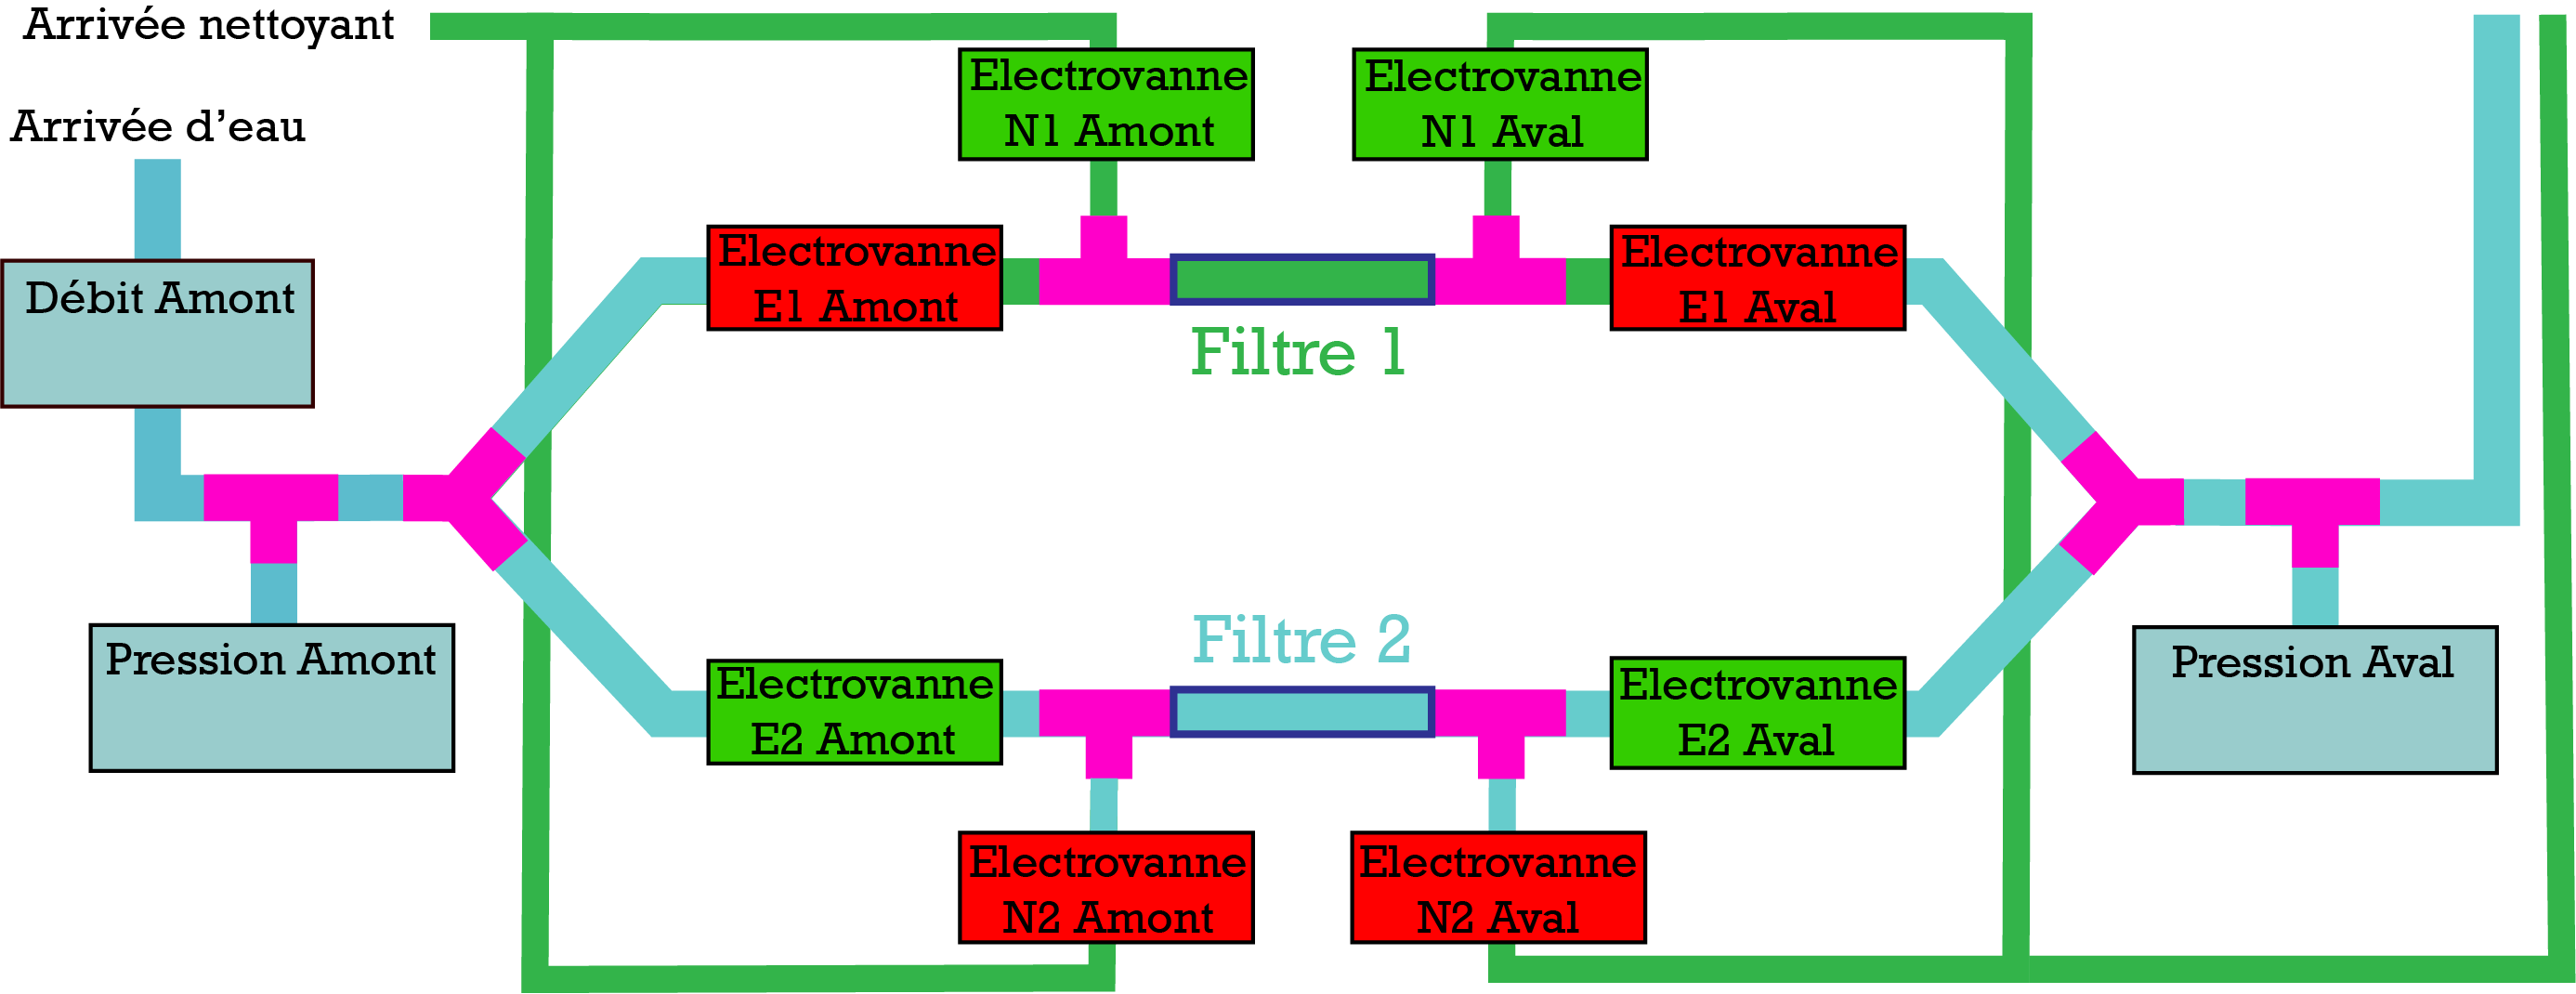 Arrivée nettoyant
Arrivée d’eau
Electrovanne
N1 Amont
Electrovanne
N1 Aval
Débit Amont
Electrovanne
E1 Amont
Electrovanne
E1 Aval
Filtre 1
Pression Amont
Filtre 2
Electrovanne
E2 Amont
Electrovanne
E2 Aval
Pression Aval
Electrovanne
N2 Amont
Electrovanne
N2 Aval